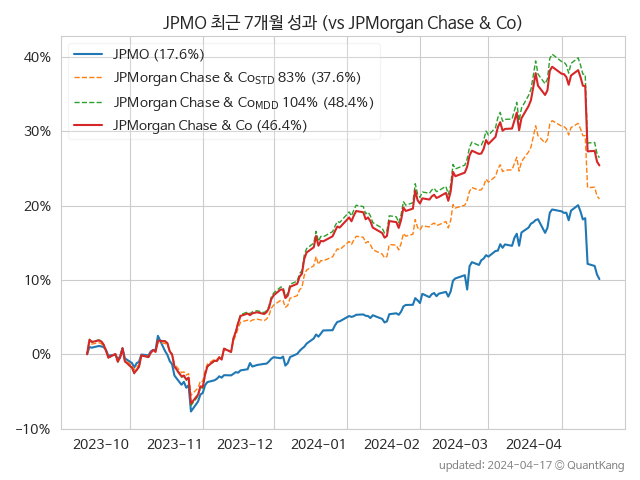 JPMO 최근 7개월 성과 (vs JPMorgan Chase & Co)
JPMO (17.6%)
JPMorgan Chase & CoSTD 83% (37.6%)
JPMorgan Chase & CoMDD 104% (48.4%)
JPMorgan Chase & Co (46.4%)
40%
30%
20%
10%
0%
−10%
2023-10 2023-11 2023-12 2024-01 2024-02 2024-03 2024-04
updated: 2024-04-17 © QuantKang